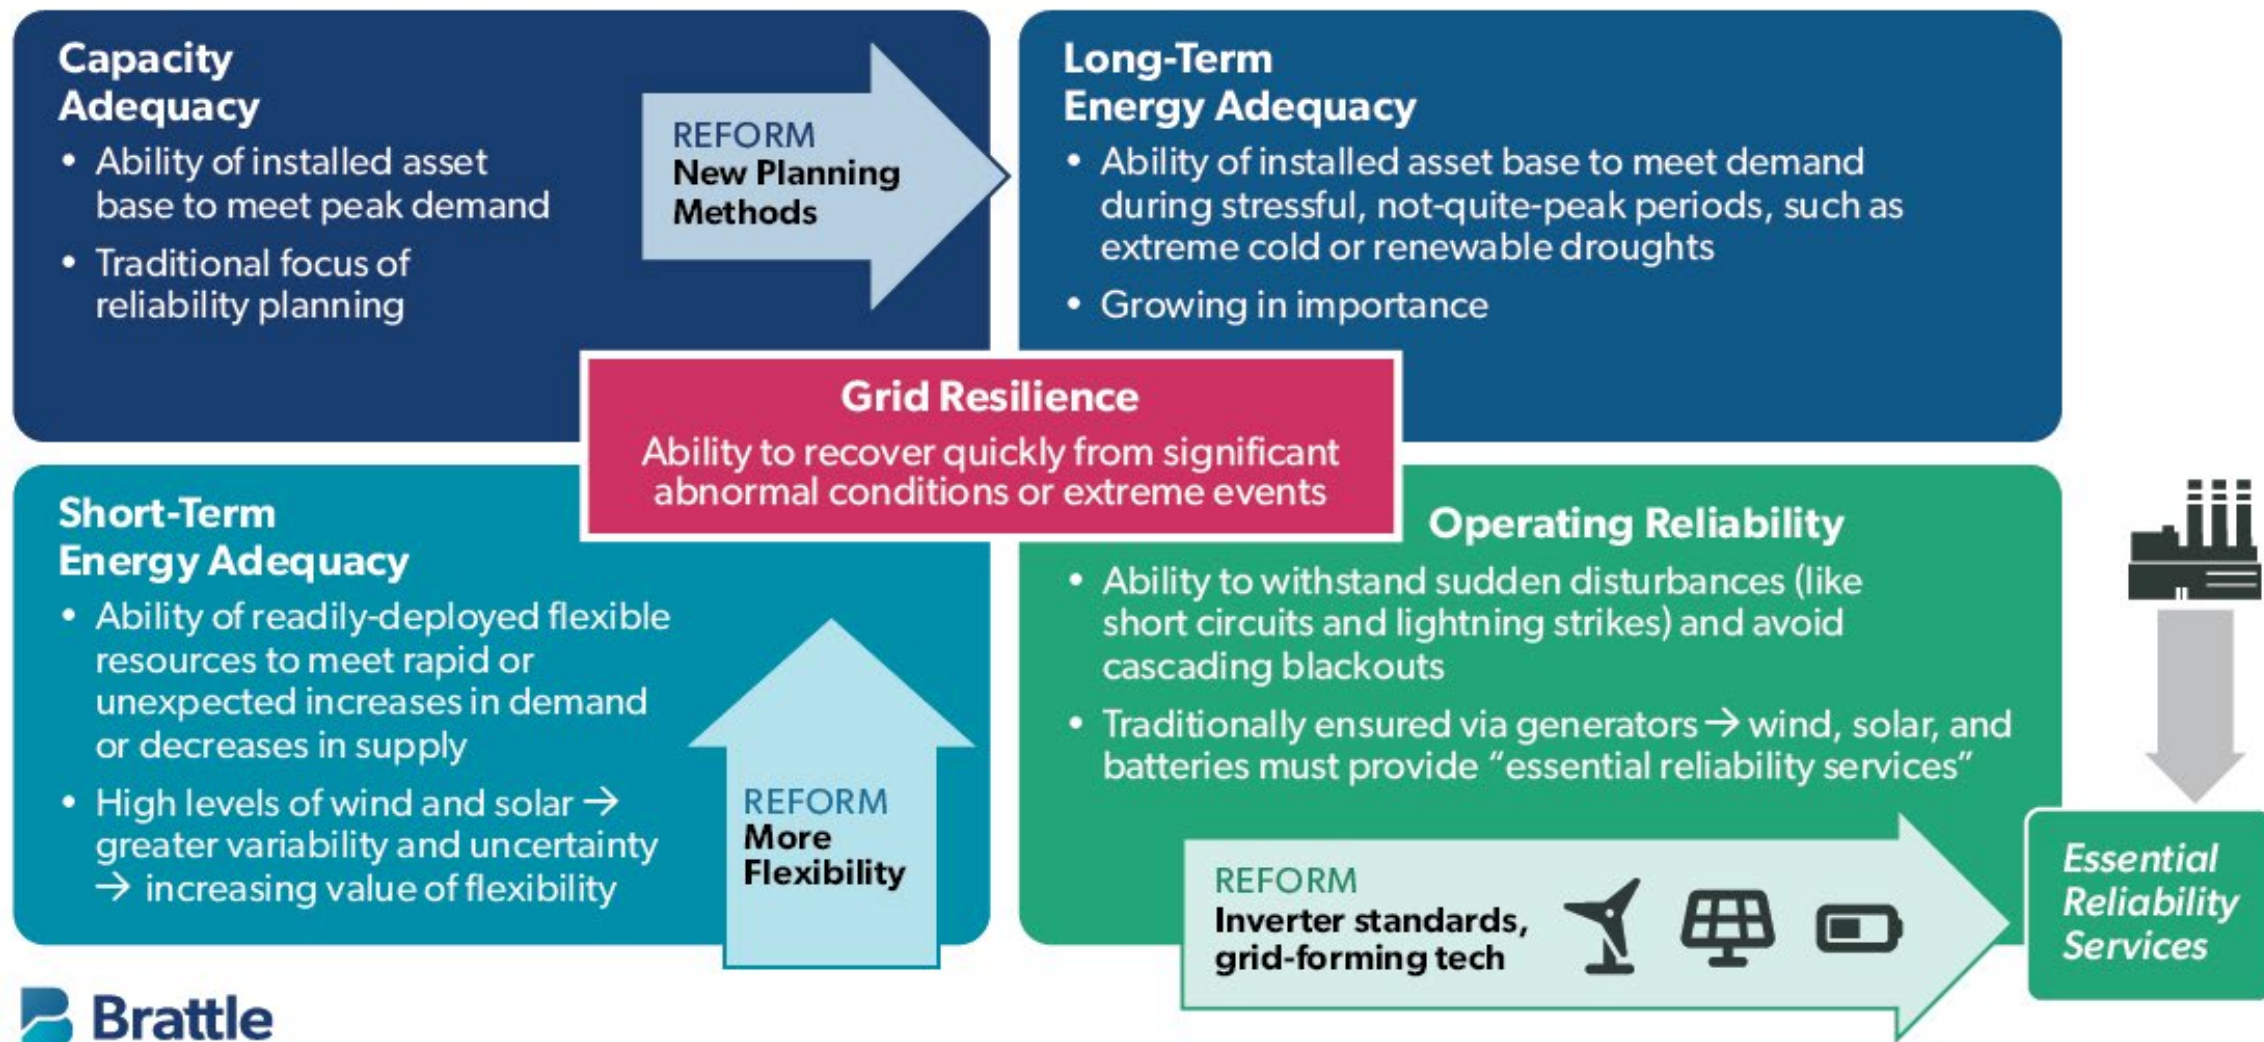 Capacity
Adequacy
• Ability of installed asset
base to meet peak demand
• Traditional focus of
reliability planning
REFORM
New Planning
Methods
Long-Term
Energy Adequacy
• Ability of installed asset base to meet demand
during stressful, not-quite-peak periods, such as
extreme cold or renewable droughts
• Growing in importance
Grid Resilience
Ability to recover quickly from significant
abnormal conditions or extreme events
Short-Term
Energy Adequacy
• Ability of readily-deployed flexible
resources to meet rapid or
unexpected increases in demand
or decreases in supply
• High levels of wind and solar →
greater variability and uncertainty
→ increasing value of flexibility
REFORM
More
Flexibility
Operating Reliability
• Ability to withstand sudden disturbances (like
short circuits and lightning strikes) and avoid
cascading blackouts
• Traditionally ensured via generators → wind, solar, and
batteries must provide “essential reliability services”
REFORM
Inverter standards,
grid-forming tech
Essential
Reliability
Services
Brattle